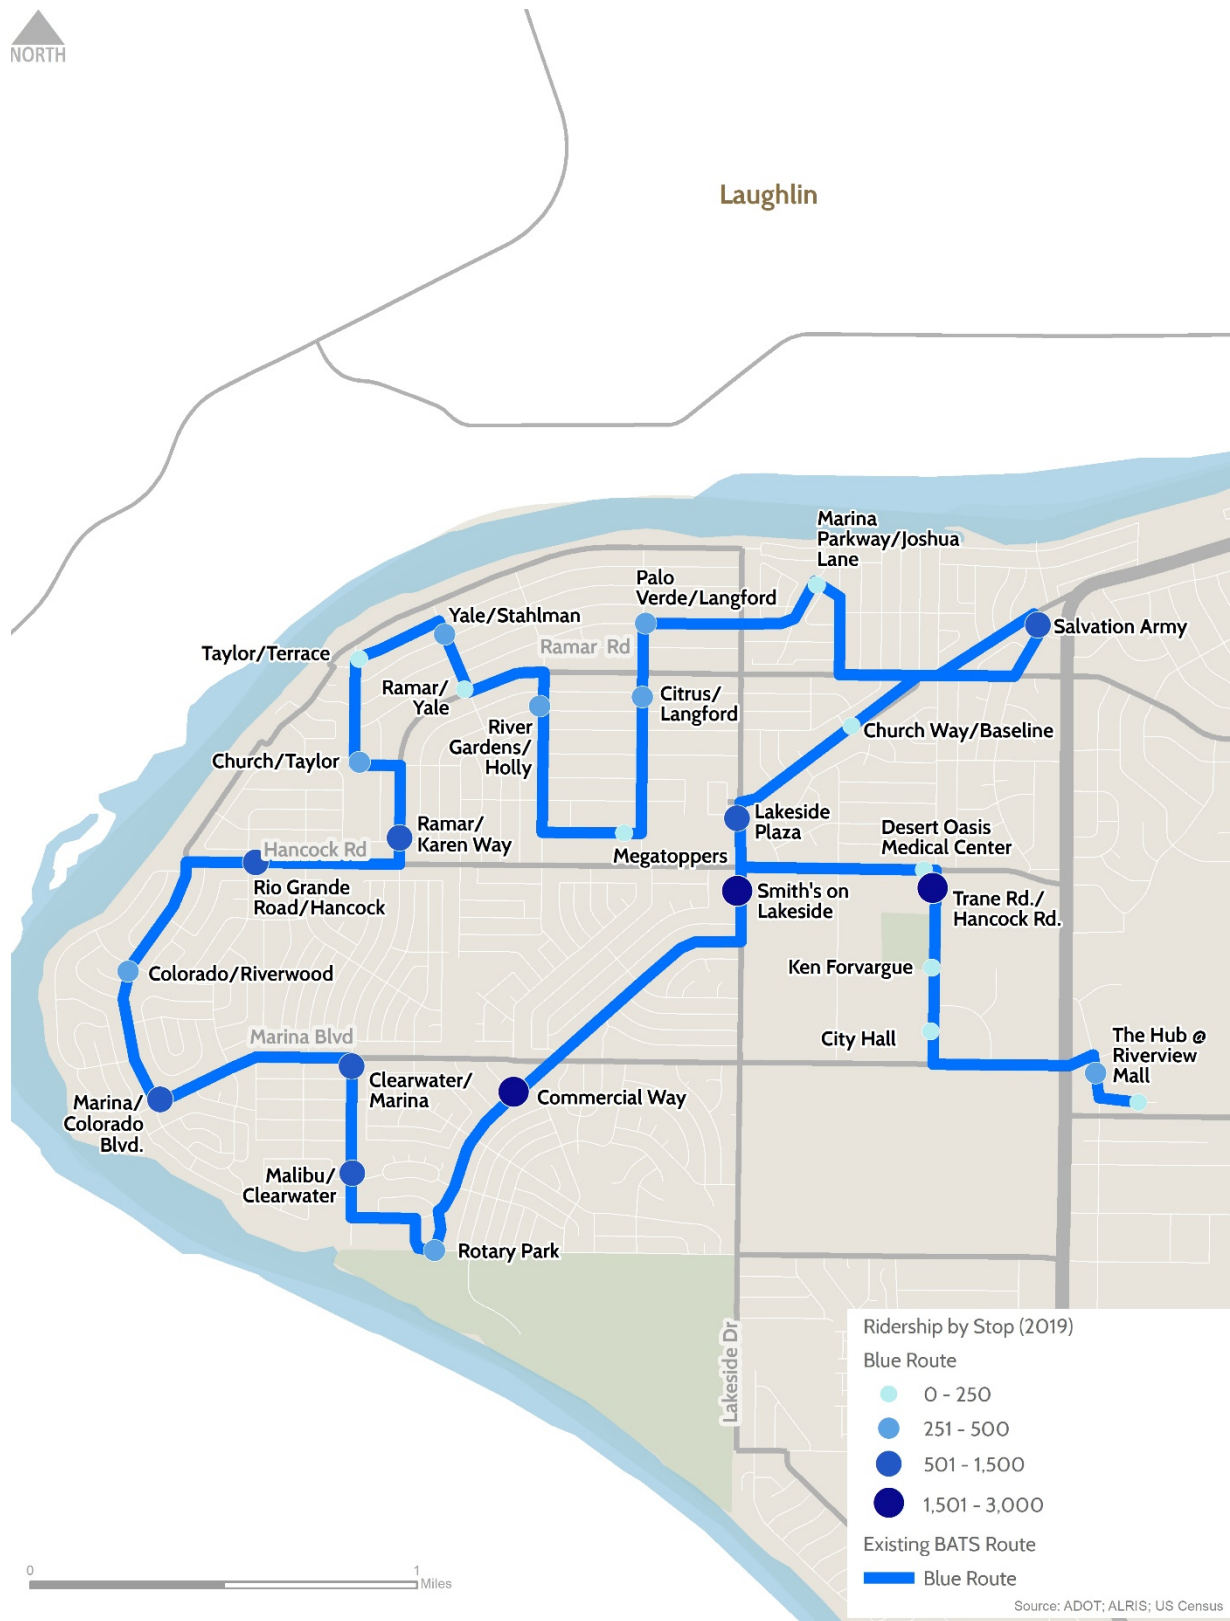 NORTH
Laughlin
Marina
Parkway/Joshua
Lane
Palo
Verde/Langford
Yale/Stahlman
Salvation Army
Ramar Rd
Taylor/Terrace
Ramar/
Yale
Citrus/
Langford
River
Gardens/
Holly
Church Way/Baseline
Church/Taylor
Lakeside
Plaza
Ramar/
Karen Way
Desert Oasis
Medical Center
Hancock Rd
Megatoppers
Rio Grande
Road/Hancock
Smith's on
Lakeside
Trane Rd./
Hancock Rd.
Colorado/Riverwood
Ken Forvargue
Marina Blvd
City Hall
The Hub @
Riverview
Mall
Clearwater/
Marina
Commercial Way
Marina/
Colorado
Blvd.
Malibu/
Clearwater
Rotary Park
Lakeside Dr
Ridership by Stop (2019)
Blue Route
0 - 250
251 - 500
501 - 1,500
1,501 - 3,000
Existing BATS Route
Blue Route
0
1
Miles
Source: ADOT; ALRIS; US Census